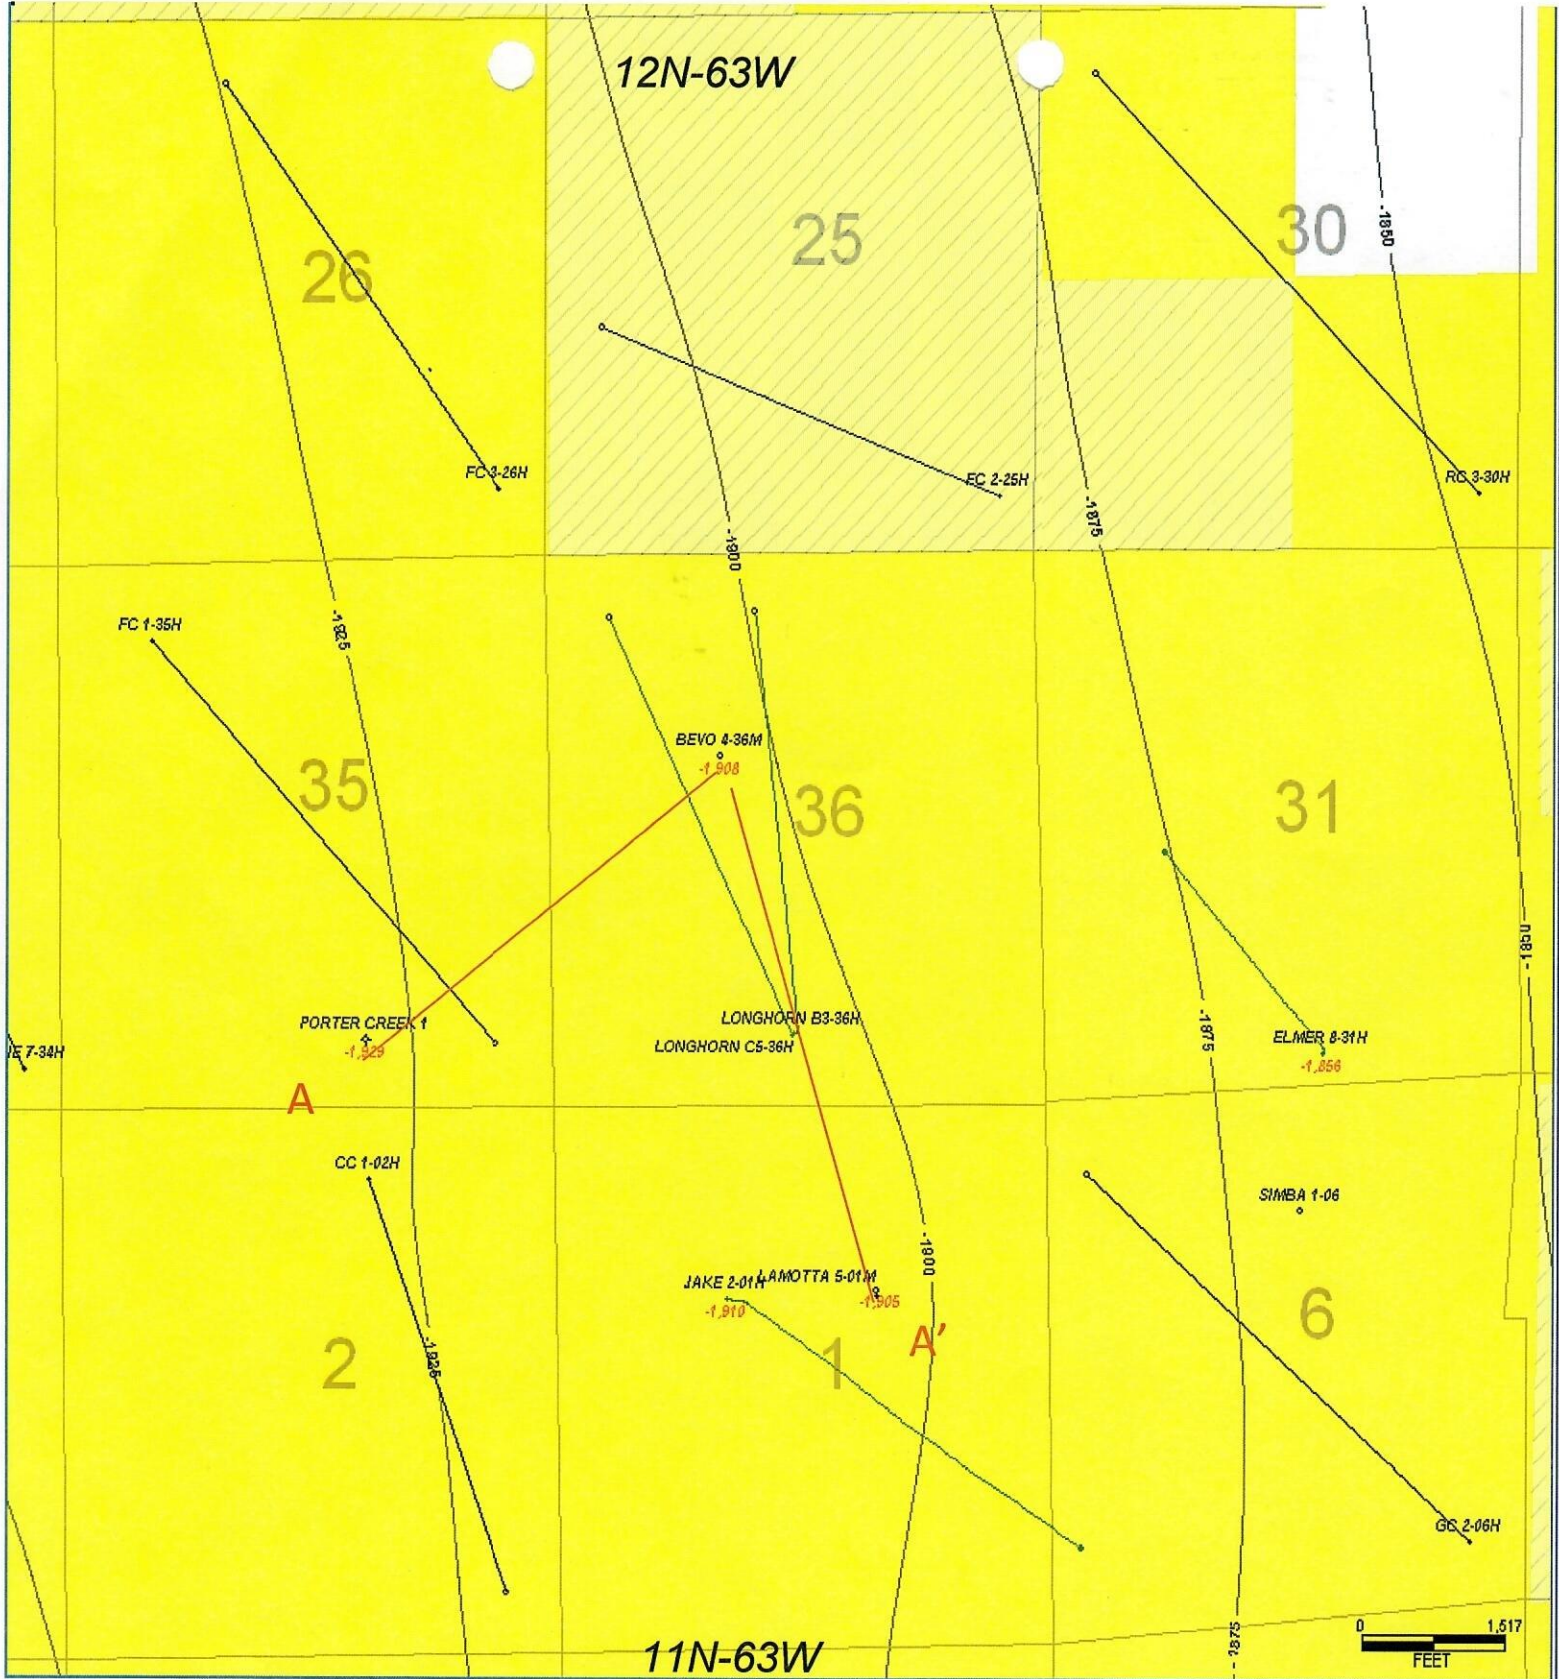 12N-63W
-1850
25
30
26
FC 3-26H
FC 2-25H
RC 3-30H
-1875
-1900
-1925
FC 1-35H
BEVO 4-36M
-1,908
35
36
31
-1850
PORTER CREEK 1
-1,929
LONGHORN B3-36H
LONGHORN C5-36H
-1875
ELMER 8-31H
-1,856
IE 7-34H
A
CC 1-02H
SIMBA 1-06
-1900
JAKE 2-01H
LAMOTTA 5-01M
-1,910
-1,905
A'
6
2
-1925
1
GC 2-06H
-1875
0 1,517
FEET
11N-63W